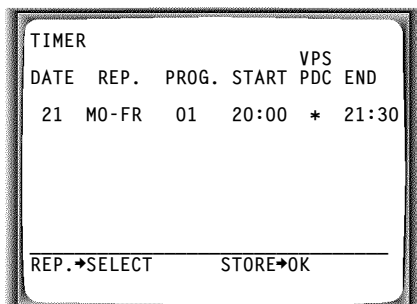 TIMER
VPS
DATE REP. PROG. START PDC END
21 MO-FR 01 20:00 * 21:30
REP.➔SELECT STORE➔OK